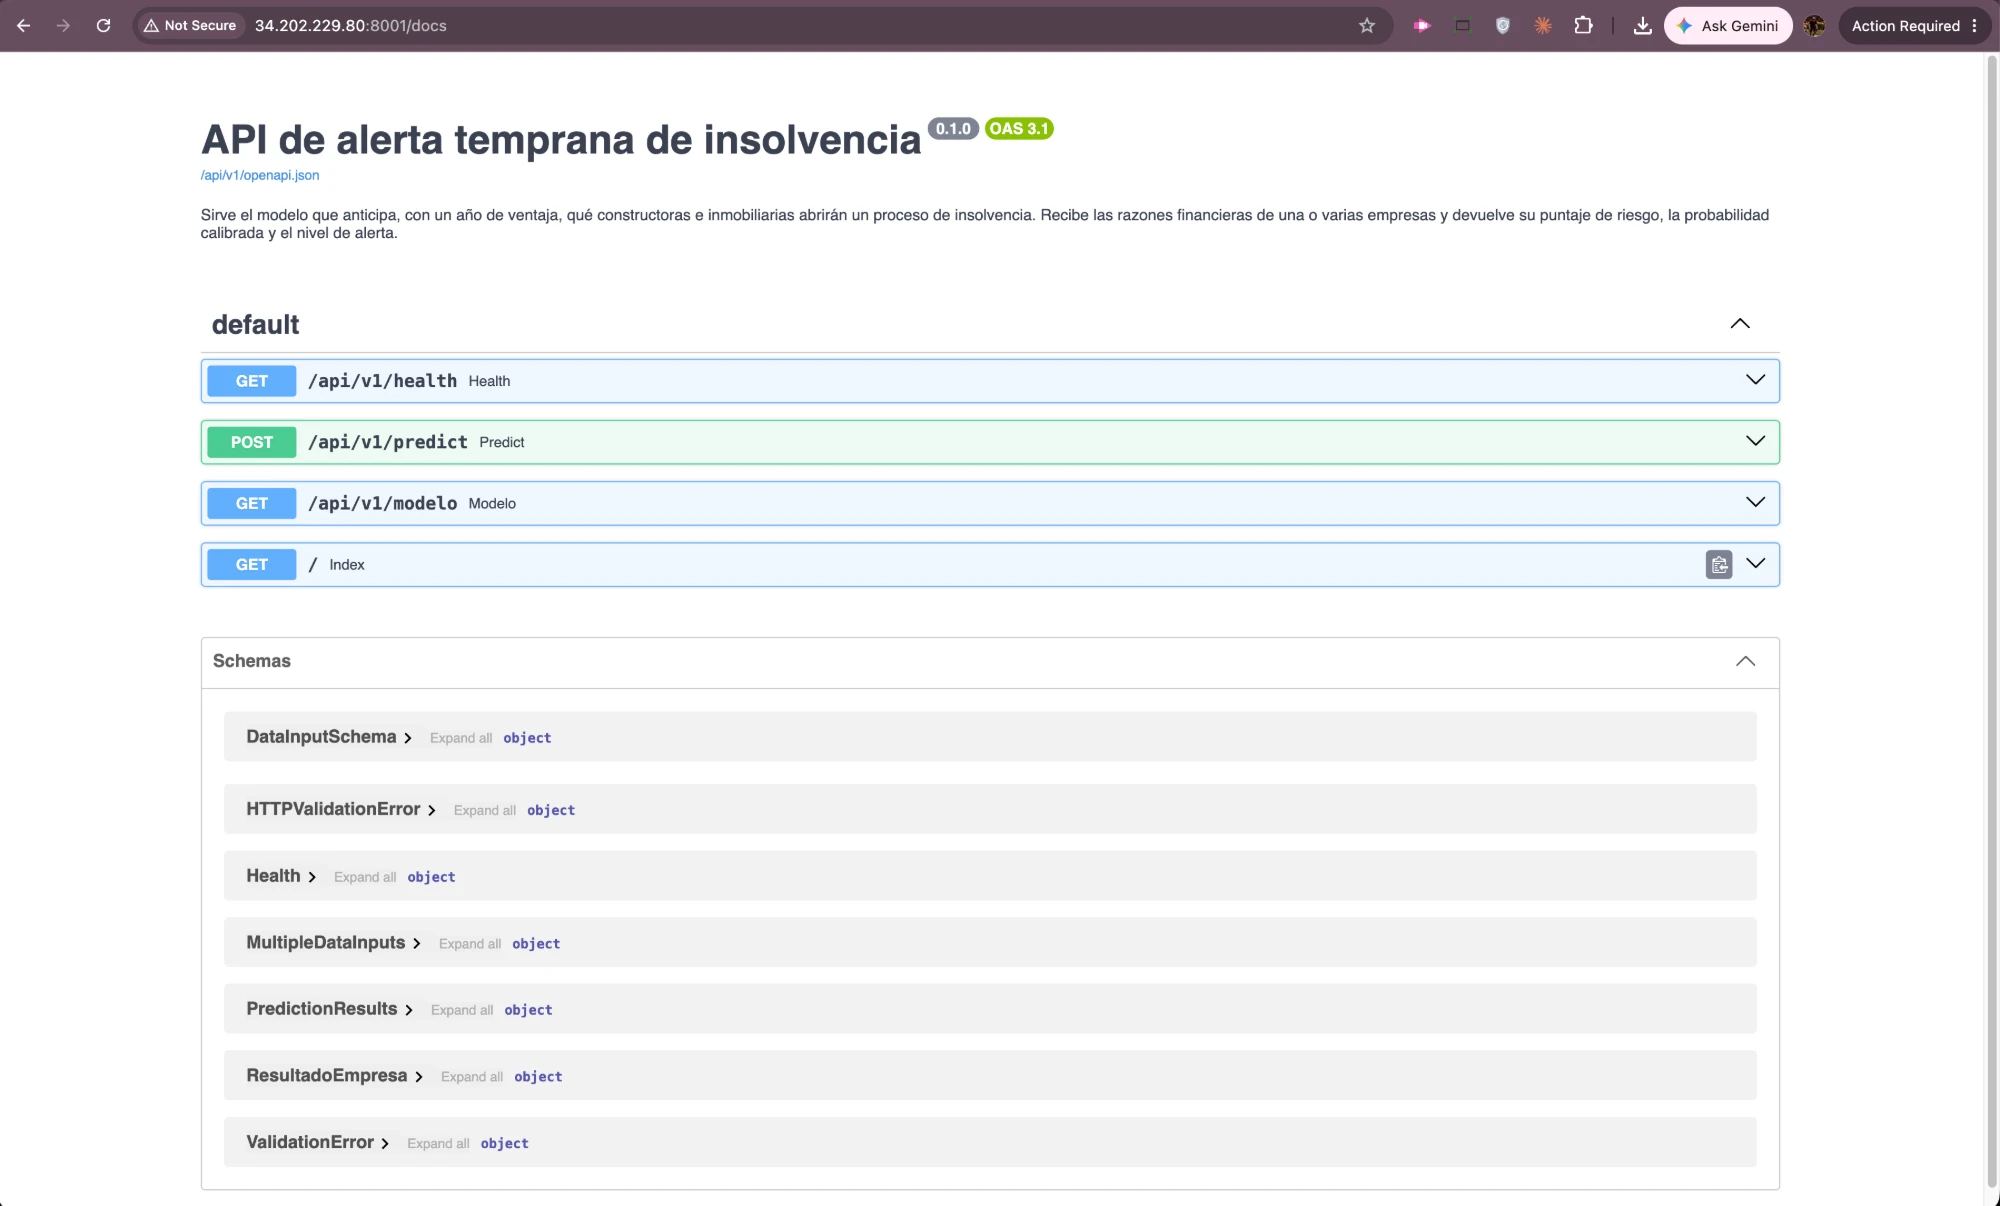 Not Secure 34.202.229.80:8001/docs Ask Gemini Action Required
API de alerta temprana de insolvencia 0.1.0 OAS 3.1
/api/v1/openapi.json
Sirve el modelo que anticipa, con un año de ventaja, qué constructoras e inmobiliarias abrirán un proceso de insolvencia. Recibe las razones financieras de una o varias empresas y devuelve su puntaje de riesgo, la probabilidad
calibrada y el nivel de alerta.
default
GET /api/v1/health Health
POST /api/v1/predict Predict
GET /api/v1/modelo Modelo
GET / Index
Schemas
DataInputSchema Expand all object
HTTPValidationError Expand all object
Health Expand all object
MultipleDataInputs Expand all object
PredictionResults Expand all object
ResultadoEmpresa Expand all object
ValidationError Expand all object